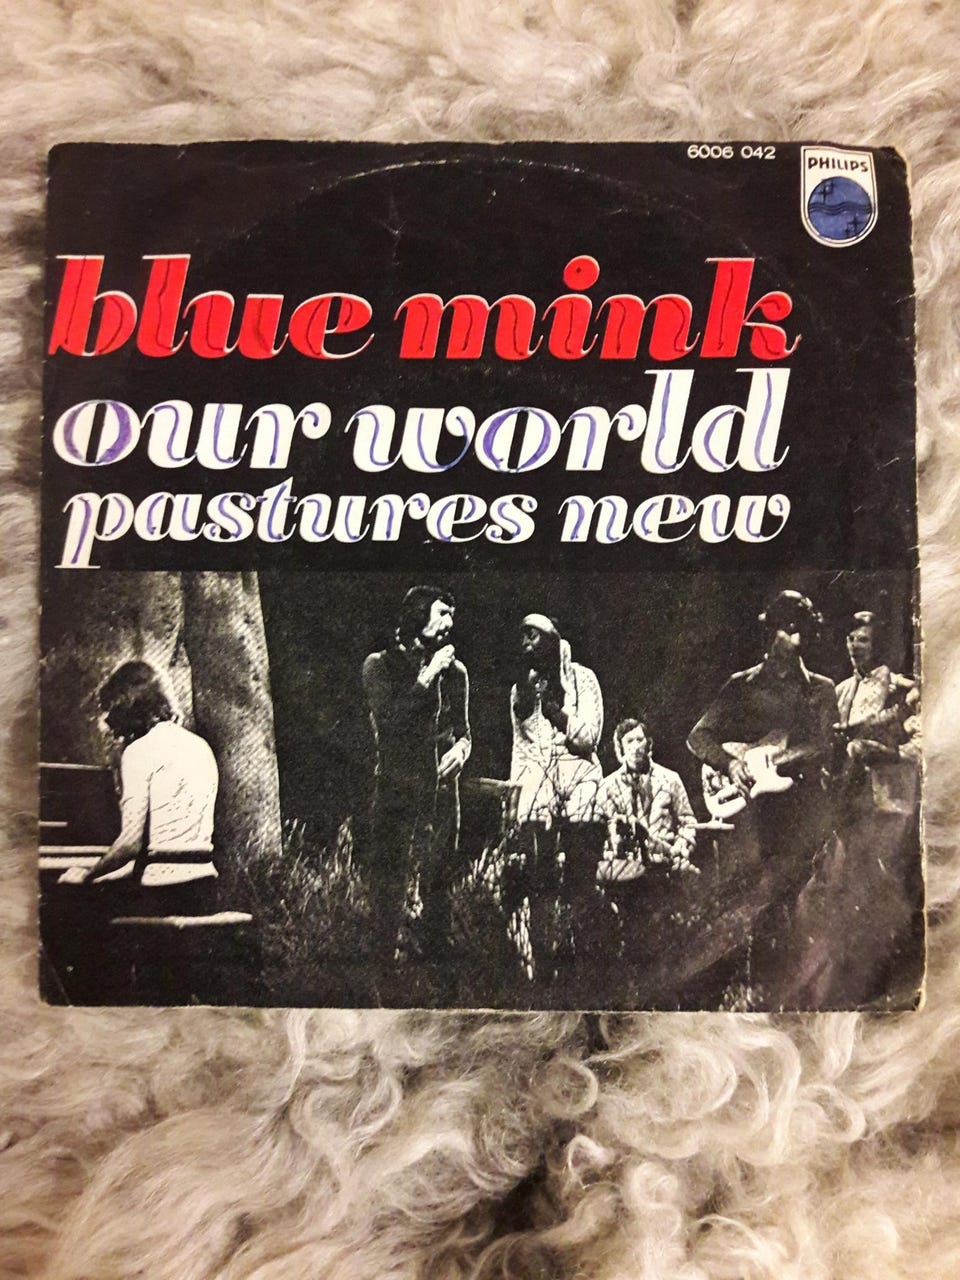 6006 042
PHILIPS
blue mink
our world
pastures new